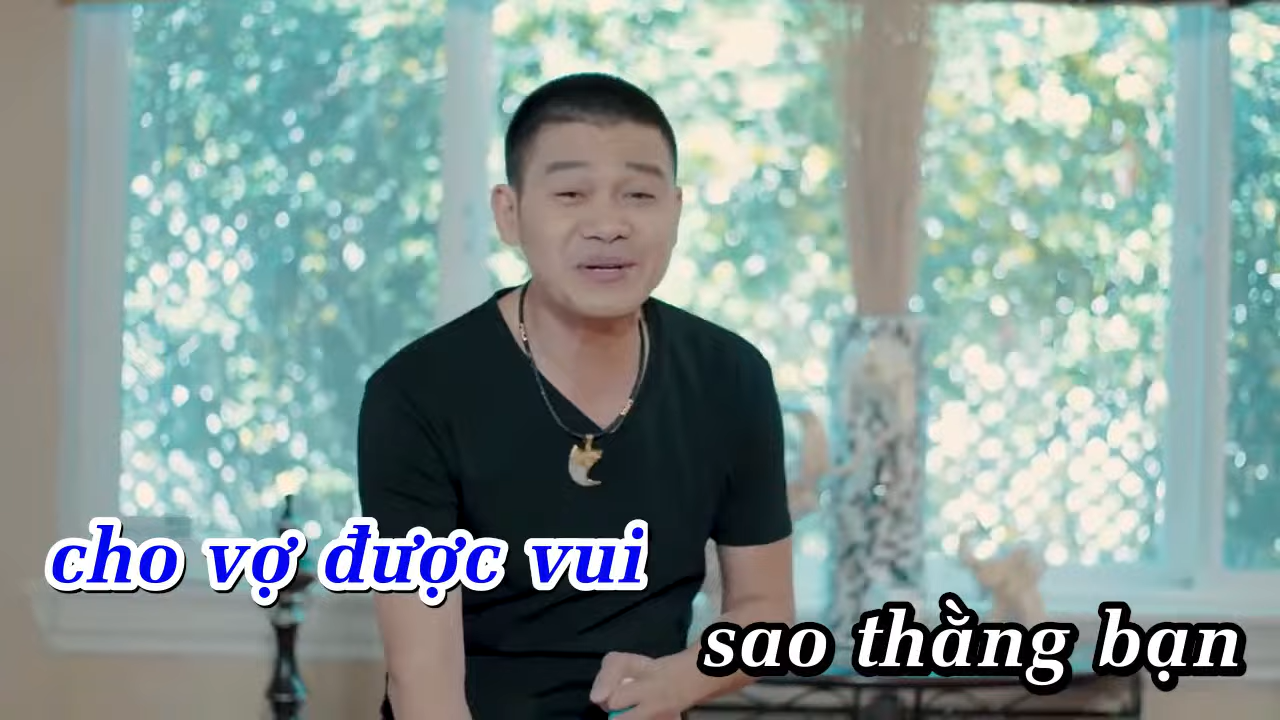 cho vợ được vui
sao thằng bạn